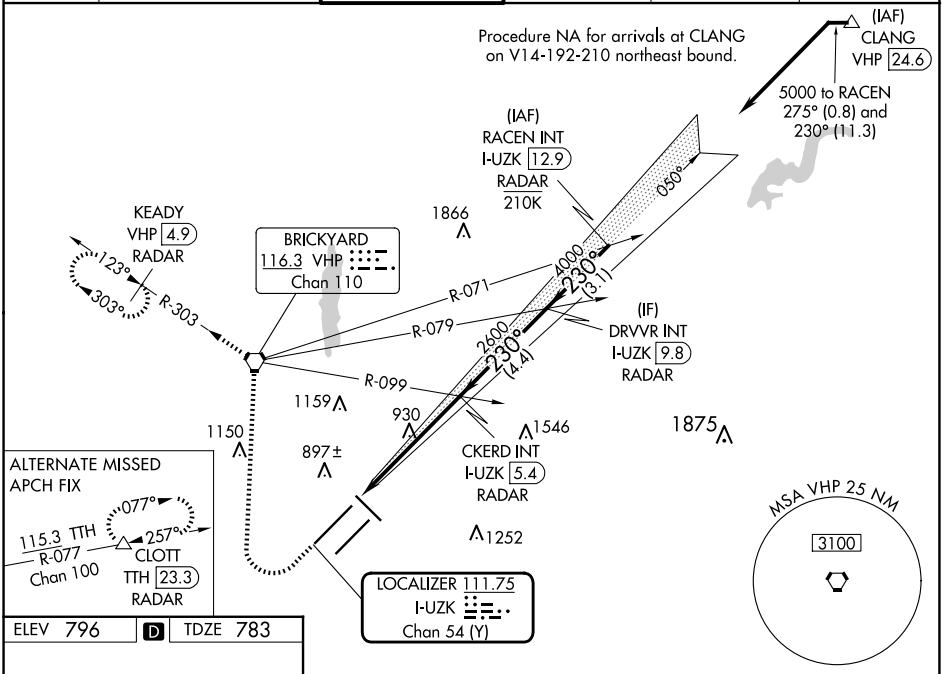 Procedure NA for arrivals at CLANG
on V14-192-210 northeast bound.
(IAF)
CLANG
VHP 24.6
5000 to RACEN
275° (0.8) and
230° (11.3)
(IAF)
RACEN INT
I-UZK 12.9
RADAR
210K
050°
KEADY
VHP 4.9
RADAR
123°
303°
R-303
1866
BRICKYARD
116.3 VHP
Chan 110
R-071
R-079
R-099
4000
230°
(3.1)
2600
230°
(4.4)
(IF)
DRVVR INT
I-UZK 9.8
RADAR
1159
930
1150
897±
1546
1875
CKERD INT
I-UZK 5.4
RADAR
1252
ALTERNATE MISSED
APCH FIX
077°
257°
115.3 TTH
R-077
Chan 100
CLOTT
TTH 23.3
RADAR
LOCALIZER 111.75
I-UZK
Chan 54 (Y)
MSA VHP 25 NM
3100
ELEV 796 D TDZE 783